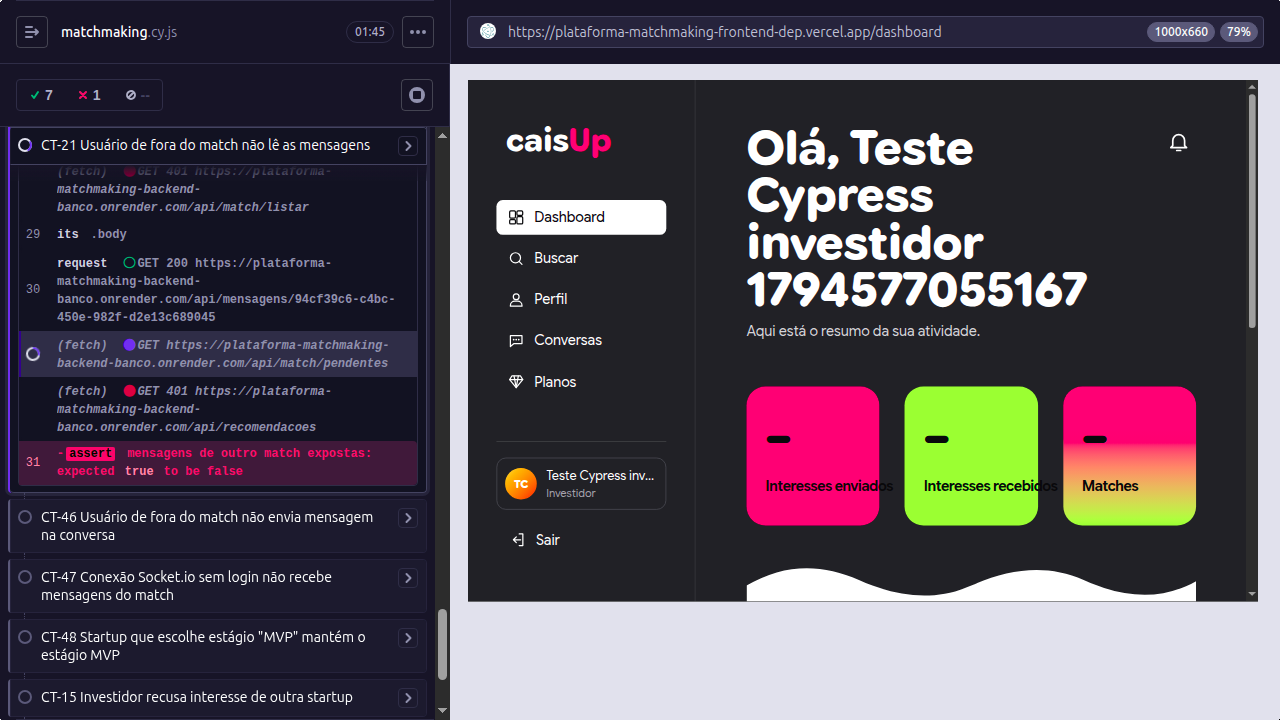 matchmaking.cy.js
01:45
7
1
--
CT-21 Usuário de fora do match não lê as mensagens
(fetch) GET 401 https://plataforma-
matchmaking-backend-
banco.onrender.com/api/match/listar
29 its .body
request GET 200 https://plataforma-
matchmaking-backend-
30 banco.onrender.com/api/mensagens/94cf39c6-c4bc-
450e-982f-d2e13c689045
(fetch) GET https://plataforma-matchmaking-
backend-banco.onrender.com/api/match/pendentes
(fetch) GET 401 https://plataforma-
matchmaking-backend-
banco.onrender.com/api/recomendacoes
31 -assert mensagens de outro match expostas:
expected true to be false
CT-46 Usuário de fora do match não envia mensagem
na conversa
CT-47 Conexão Socket.io sem login não recebe
mensagens do match
CT-48 Startup que escolhe estágio "MVP" mantém o
estágio MVP
CT-15 Investidor recusa interesse de outra startup
https://plataforma-matchmaking-frontend-dep.vercel.app/dashboard
1000x660
79%
caisUp
Dashboard
Buscar
Perfil
Conversas
Planos
TC
Teste Cypress inv...
Investidor
Sair
Olá, Teste
Cypress
investidor
1794577055167
Aqui está o resumo da sua atividade.
Interesses enviados
Interesses recebidos
Matches